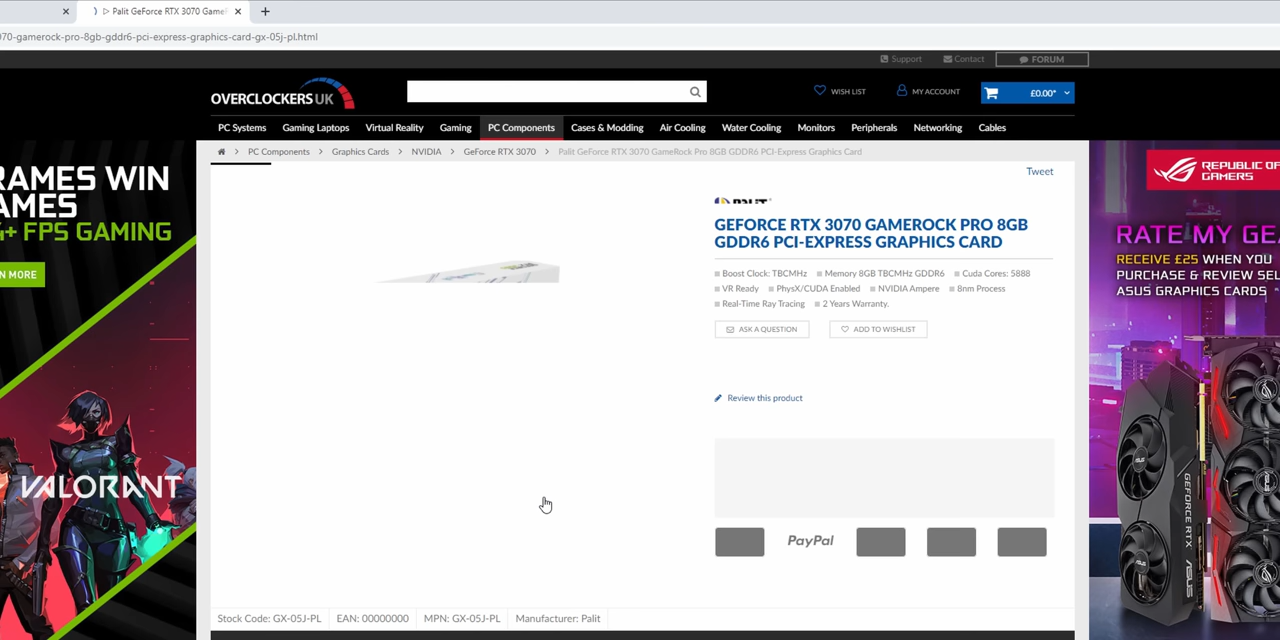 Palit GeForce RTX 3070 Game
70-gamerock-pro-8gb-gddr6-pci-express-graphics-card-gx-05j-pl.html
Support
Contact
FORUM
OVERCLOCKERS UK
WISH LIST
MY ACCOUNT
£0.00*
PC Systems
Gaming Laptops
Virtual Reality
Gaming
PC Components
Cases & Modding
Air Cooling
Water Cooling
Monitors
Peripherals
Networking
Cables
PC Components > Graphics Cards > NVIDIA > GeForce RTX 3070 > Palit GeForce RTX 3070 GameRock Pro 8GB GDDR6 PCI-Express Graphics Card
Tweet
RAMES WIN
AMES
4+ FPS GAMING
N MORE
VALORANT
PALIT
GEFORCE RTX 3070 GAMEROCK PRO 8GB
GDDR6 PCI-EXPRESS GRAPHICS CARD
Boost Clock: TBCMHz
Memory 8GB TBCMHz GDDR6
Cuda Cores: 5888
VR Ready
PhysX/CUDA Enabled
NVIDIA Ampere
8nm Process
Real-Time Ray Tracing
2 Years Warranty.
ASK A QUESTION
ADD TO WISHLIST
Review this product
PayPal
Stock Code: GX-05J-PL
EAN: 00000000
MPN: GX-05J-PL
Manufacturer: Palit
REPUBLIC OF
GAMERS
RATE MY GEA
RECEIVE £25 WHEN YOU
PURCHASE & REVIEW SEL
ASUS GRAPHICS CARDS
GEFORCE RTX
ASUS